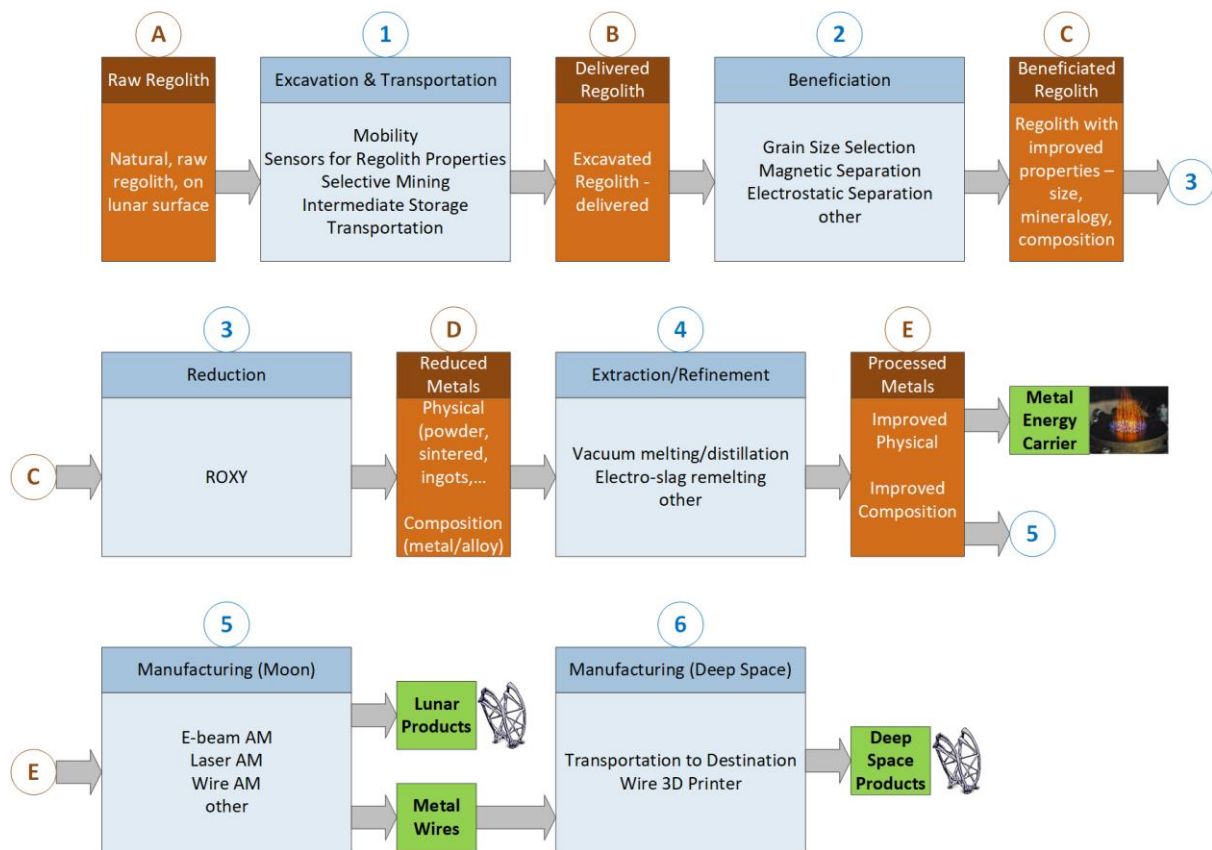 A
1
B
2
C
Raw Regolith
Excavation & Transportation
Delivered
Regolith
Beneficiation
Beneficiated
Regolith
Natural, raw
regolith, on
lunar surface
Mobility
Sensors for Regolith Properties
Selective Mining
Intermediate Storage
Transportation
Excavated
Regolith -
delivered
Grain Size Selection
Magnetic Separation
Electrostatic Separation
other
Regolith with
improved
properties –
size,
mineralogy,
composition
3
3
D
4
E
C
Reduction
ROXY
Reduced
Metals
Physical
(powder,
sintered,
ingots,...
Composition
(metal/alloy)
Extraction/Refinement
Vacuum melting/distillation
Electro-slag remelting
other
Processed
Metals
Improved
Physical
Improved
Composition
Metal
Energy
Carrier
5
5
6
E
Manufacturing (Moon)
E-beam AM
Laser AM
Wire AM
other
Lunar
Products
Metal
Wires
Manufacturing (Deep Space)
Transportation to Destination
Wire 3D Printer
Deep
Space
Products